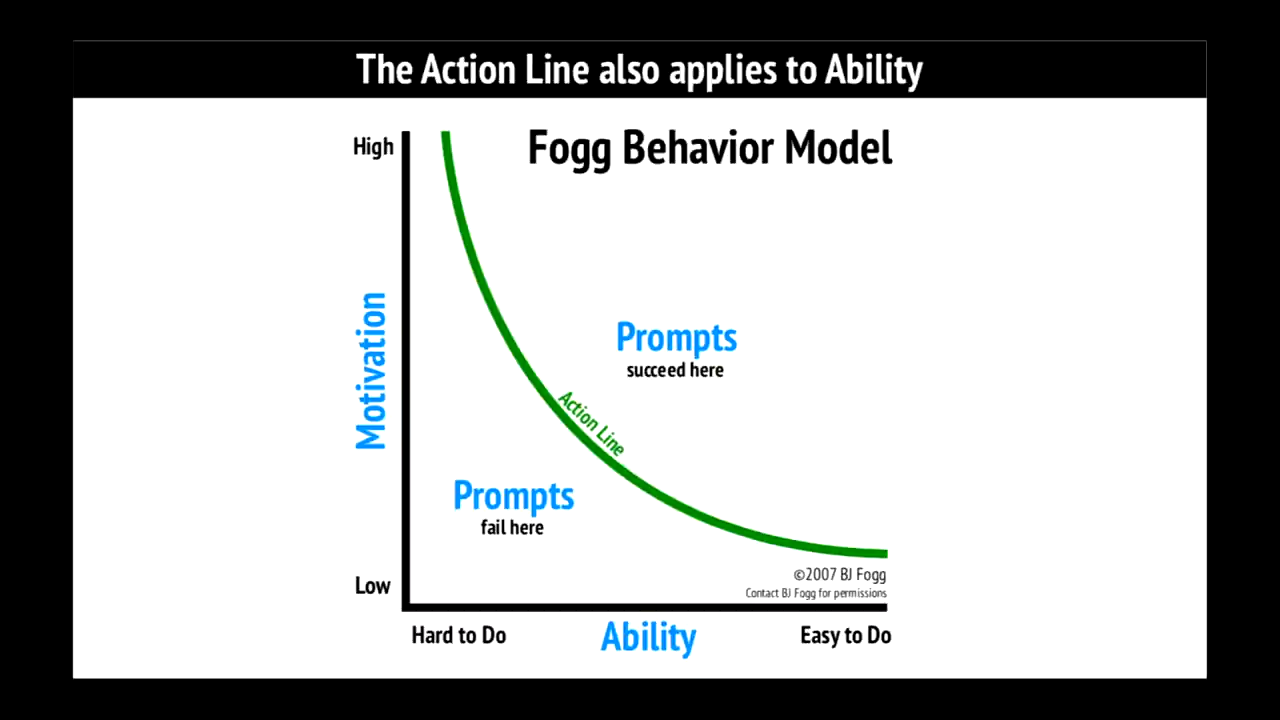 The Action Line also applies to Ability
Fogg Behavior Model
High
Motivation
Prompts
succeed here
Action Line
Prompts
fail here
Low
©2007 BJ Fogg
Contact BJ Fogg for permissions
Hard to Do
Ability
Easy to Do